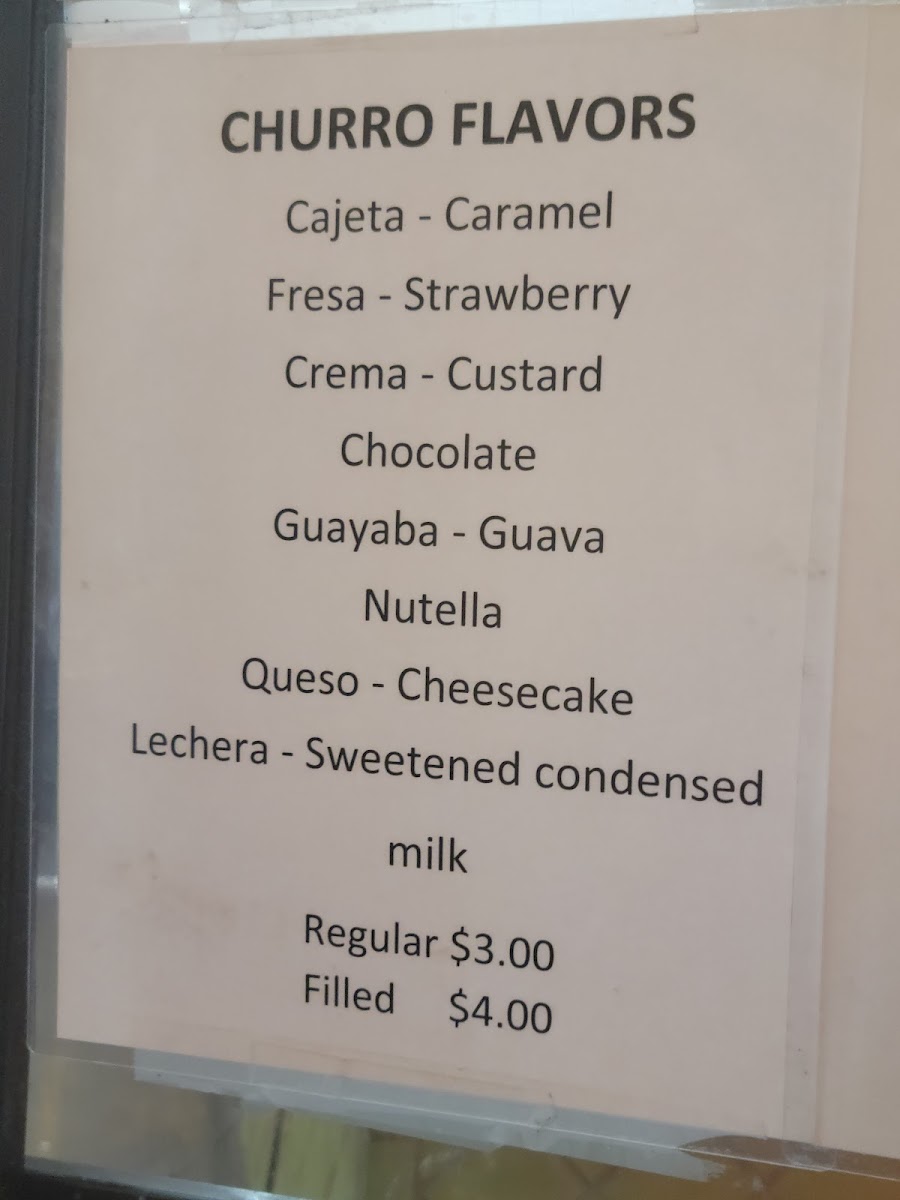 CHURRO FLAVORS
Cajeta - Caramel
Fresa - Strawberry
Crema - Custard
Chocolate
Guayaba - Guava
Nutella
Queso - Cheesecake
Lechera - Sweetened condensed
milk
Regular $3.00
Filled $4.00